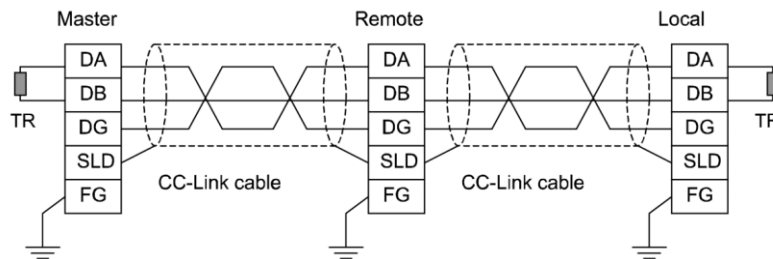 Master Remote Local
DA DA DA
DB DB DB
TR DG DG DG TR
SLD SLD SLD
CC-Link cable CC-Link cable
FG FG FG